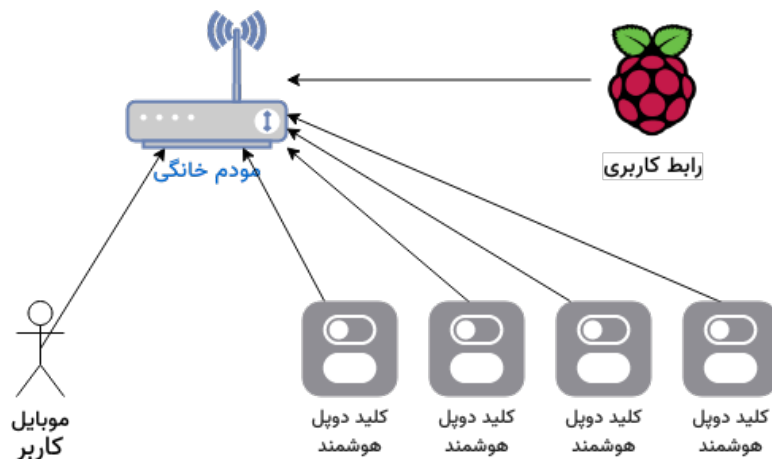 مودم خانگی
رابط کاربری
موبایل
کاربر
کلید دوپل
هوشمند
کلید دوپل
هوشمند
کلید دوپل
هوشمند
کلید دوپل
هوشمند